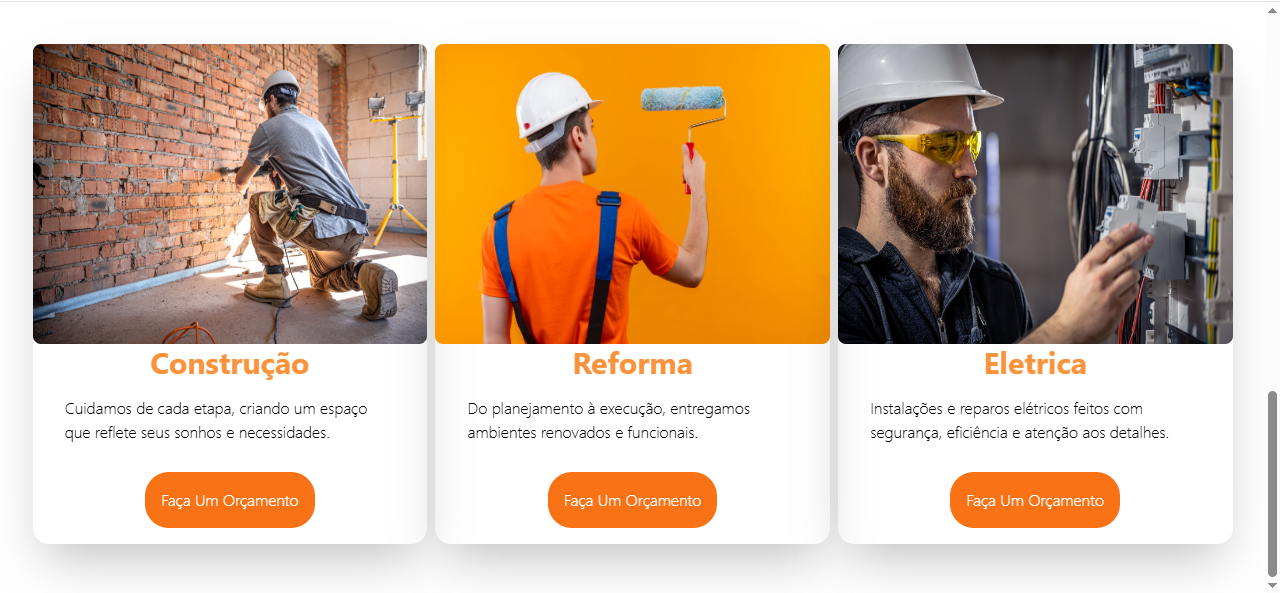 Construção
Cuidamos de cada etapa, criando um espaço
que reflete seus sonhos e necessidades.
Faça Um Orçamento
Reforma
Do planejamento à execução, entregamos
ambientes renovados e funcionais.
Faça Um Orçamento
Eletrica
Instalações e reparos elétricos feitos com
segurança, eficiência e atenção aos detalhes.
Faça Um Orçamento